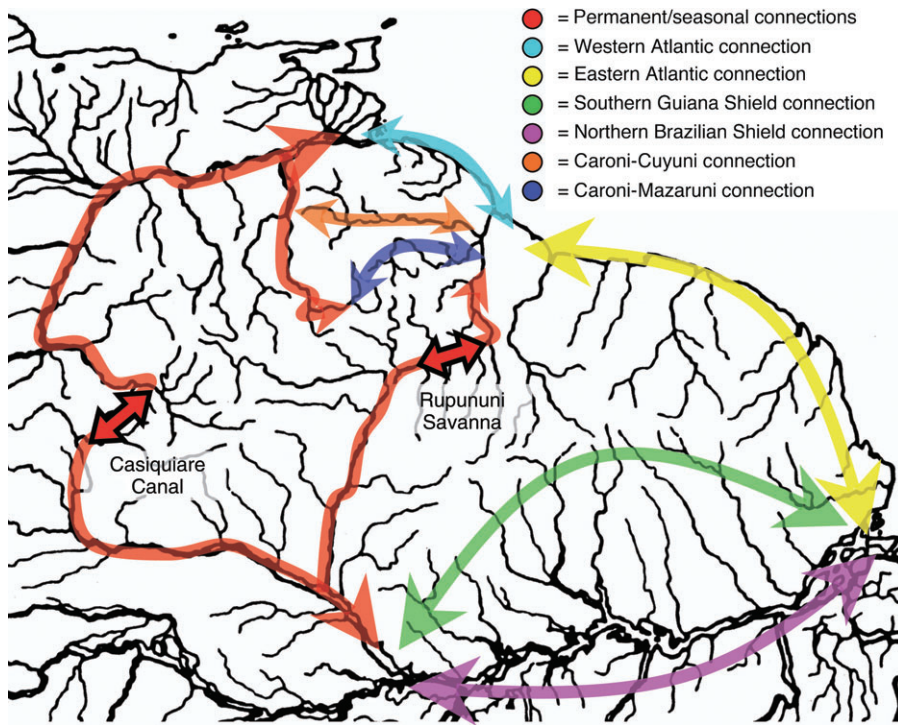 = Permanent/seasonal connections
= Western Atlantic connection
= Eastern Atlantic connection
= Southern Guiana Shield connection
= Northern Brazilian Shield connection
= Caroni-Cuyuni connection
= Caroni-Mazaruni connection
Rupununi
Savanna
Casiquiare
Canal